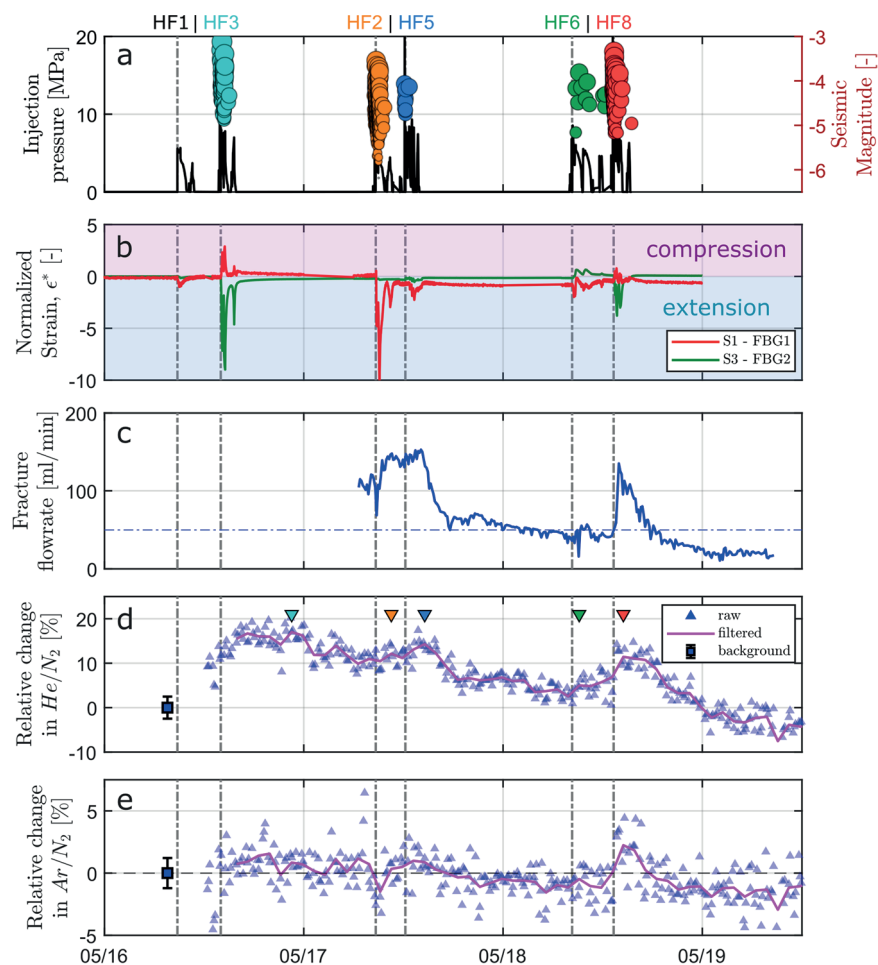 HF1 | HF3 HF2 | HF5 HF6 | HF8
a
20
10
0
Injection
pressure [MPa]
-3
-4
-5
-6
Seismic
Magnitude [-]
b
5
0
-5
-10
Normalized
Strain, ϵ* [-]
compression
extension
S1 - FBG1
S3 - FBG2
c
200
100
0
Fracture
flowrate [ml/min]
d
20
10
0
-10
Relative change
in He/N₂ [%]
raw
filtered
background
e
5
0
-5
Relative change
in Ar/N₂ [%]
05/16 05/17 05/18 05/19